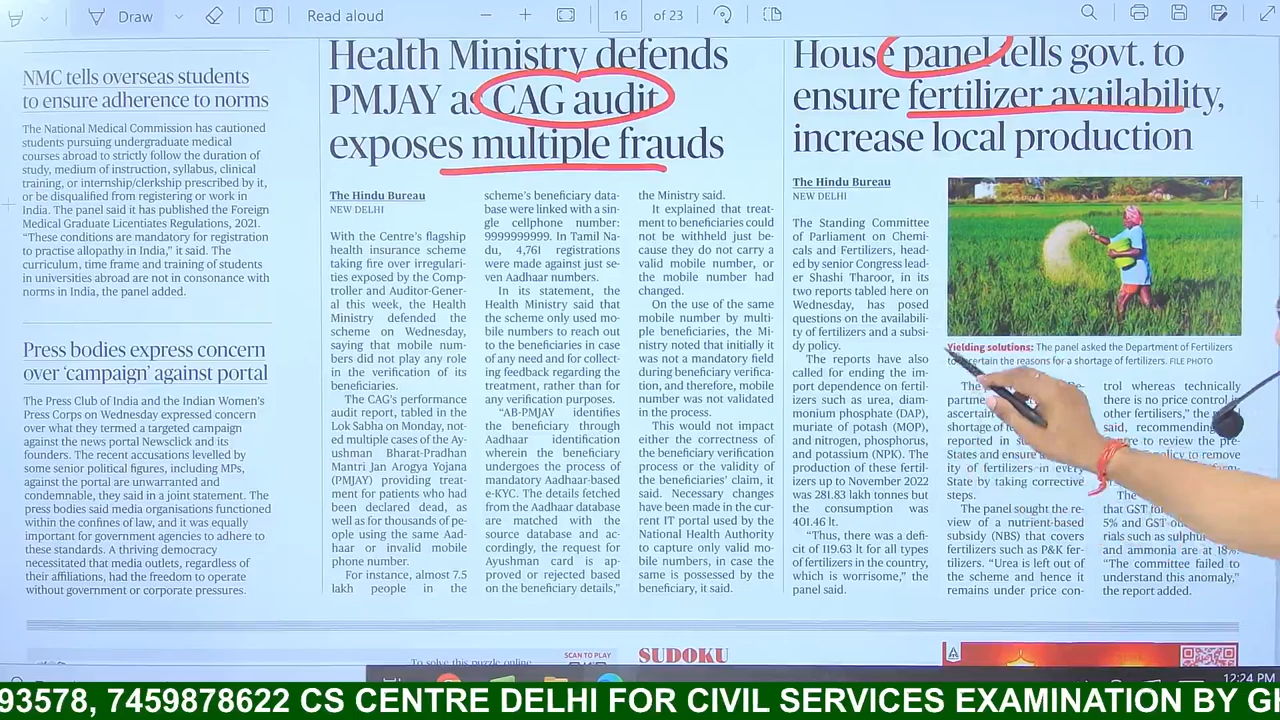 Draw
Read aloud
16
of 23
NMC tells overseas students
to ensure adherence to norms
The National Medical Commission has cautioned
students pursuing undergraduate medical
courses abroad to strictly follow the duration of
study, medium of instruction, syllabus, clinical
training, or internship/clerkship prescribed by it,
or be disqualified from registering or work in
India. The panel said it has published the Foreign
Medical Graduate Licentiates Regulations, 2021.
“These conditions are mandatory for registration
to practise allopathy in India,” it said. The
curriculum, time frame and training of students
in universities abroad are not in consonance with
norms in India, the panel added.
Press bodies express concern
over ‘campaign’ against portal
The Press Club of India and the Indian Women’s
Press Corps on Wednesday expressed concern
over what they termed a targeted campaign
against the news portal Newsclick and its
founders. The recent accusations levelled by
some senior political figures, including MPs,
against the portal are unwarranted and
condemnable, they said in a joint statement. The
press bodies said media organisations functioned
within the confines of law, and it was equally
important for government agencies to adhere to
these standards. A thriving democracy
necessitated that media outlets, regardless of
their affiliations, had the freedom to operate
without government or corporate pressures.
Health Ministry defends
PMJAY as CAG audit
exposes multiple frauds
The Hindu Bureau
NEW DELHI
With the Centre’s flagship
health insurance scheme
taking fire over irregulari-
ties exposed by the Comp-
troller and Auditor-Gener-
al this week, the Health
Ministry defended the
scheme on Wednesday,
saying that mobile num-
bers did not play any role
in the verification of its
beneficiaries.
The CAG’s performance
audit report, tabled in the
Lok Sabha on Monday, not-
ed multiple cases of the Ay-
ushman Bharat-Pradhan
Mantri Jan Arogya Yojana
(PMJAY) providing treat-
ment for patients who had
been declared dead, as
well as for thousands of pe-
ople using the same Aad-
haar or invalid mobile
phone number.
For instance, almost 7.5
lakh people in the
scheme’s beneficiary data-
base were linked with a sin-
gle cellphone number:
9999999999. In Tamil Na-
du, 4,761 registrations
were made against just se-
ven Aadhaar numbers.
In its statement, the
Health Ministry said that
the scheme only used mo-
bile numbers to reach out
to the beneficiaries in case
of any need and for collect-
ing feedback regarding the
treatment, rather than for
any verification purposes.
“AB-PMJAY identifies
the beneficiary through
Aadhaar identification
wherein the beneficiary
undergoes the process of
mandatory Aadhaar-based
e-KYC. The details fetched
from the Aadhaar database
are matched with the
source database and ac-
cordingly, the request for
Ayushman card is ap-
proved or rejected based
on the beneficiary details,”
the Ministry said.
It explained that treat-
ment to beneficiaries could
not be withheld just be-
cause they do not carry a
valid mobile number, or
the mobile number had
changed.
On the use of the same
mobile number by multi-
ple beneficiaries, the Mi-
nistry noted that initially it
was not a mandatory field
during beneficiary verifica-
tion, and therefore, mobile
number was not validated
in the process.
This would not impact
either the correctness of
the beneficiary verification
process or the validity of
the beneficiaries’ claim, it
said. Necessary changes
have been made in the cur-
rent IT portal used by the
National Health Authority
to capture only valid mo-
bile numbers, in case the
same is possessed by the
beneficiary, it said.
House panel tells govt. to
ensure fertilizer availability,
increase local production
The Hindu Bureau
NEW DELHI
The Standing Committee
of Parliament on Chemi-
cals and Fertilizers, head-
ed by senior Congress lead-
er Shashi Tharoor, in its
two reports tabled here on
Wednesday, has posed
questions on the availabili-
ty of fertilizers and a subsi-
dy policy.
The reports have also
called for ending the im-
port dependence on fertil-
izers such as urea, diam-
monium phosphate (DAP),
muriate of potash (MOP),
and nitrogen, phosphorus,
and potassium (NPK). The
production of these fertil-
izers up to November 2022
was 281.83 lakh tonnes but
the consumption was
401.46 lt.
“Thus, there was a defi-
cit of 119.63 lt for all types
of fertilizers in the country,
which is worrisome,” the
panel said.
Yielding solutions: The panel asked the Department of Fertilizers
ascertain the reasons for a shortage of fertilizers. FILE PHOTO
The
partme
ascertain
shortage of
reported in
States and ensure
ity of fertilizers in every
State by taking corrective
steps.
The panel sought the re-
view of a nutrient-based
subsidy (NBS) that covers
fertilizers such as P&K fer-
tilizers. “Urea is left out of
the scheme and hence it
remains under price con-
trol whereas technically
there is no price control
other fertilisers,” the
said, recommending
to review the
policy to remove
The
that GST for
5% and GST
rials such as sulphu
and ammonia are at 18%.
“The committee failed to
understand this anomaly,”
the report added.
To solve this puzzle online
SCAN TO PLAY
SUDOKU
12:24 PM
93578, 7459878622 CS CENTRE DELHI FOR CIVIL SERVICES EXAMINATION BY